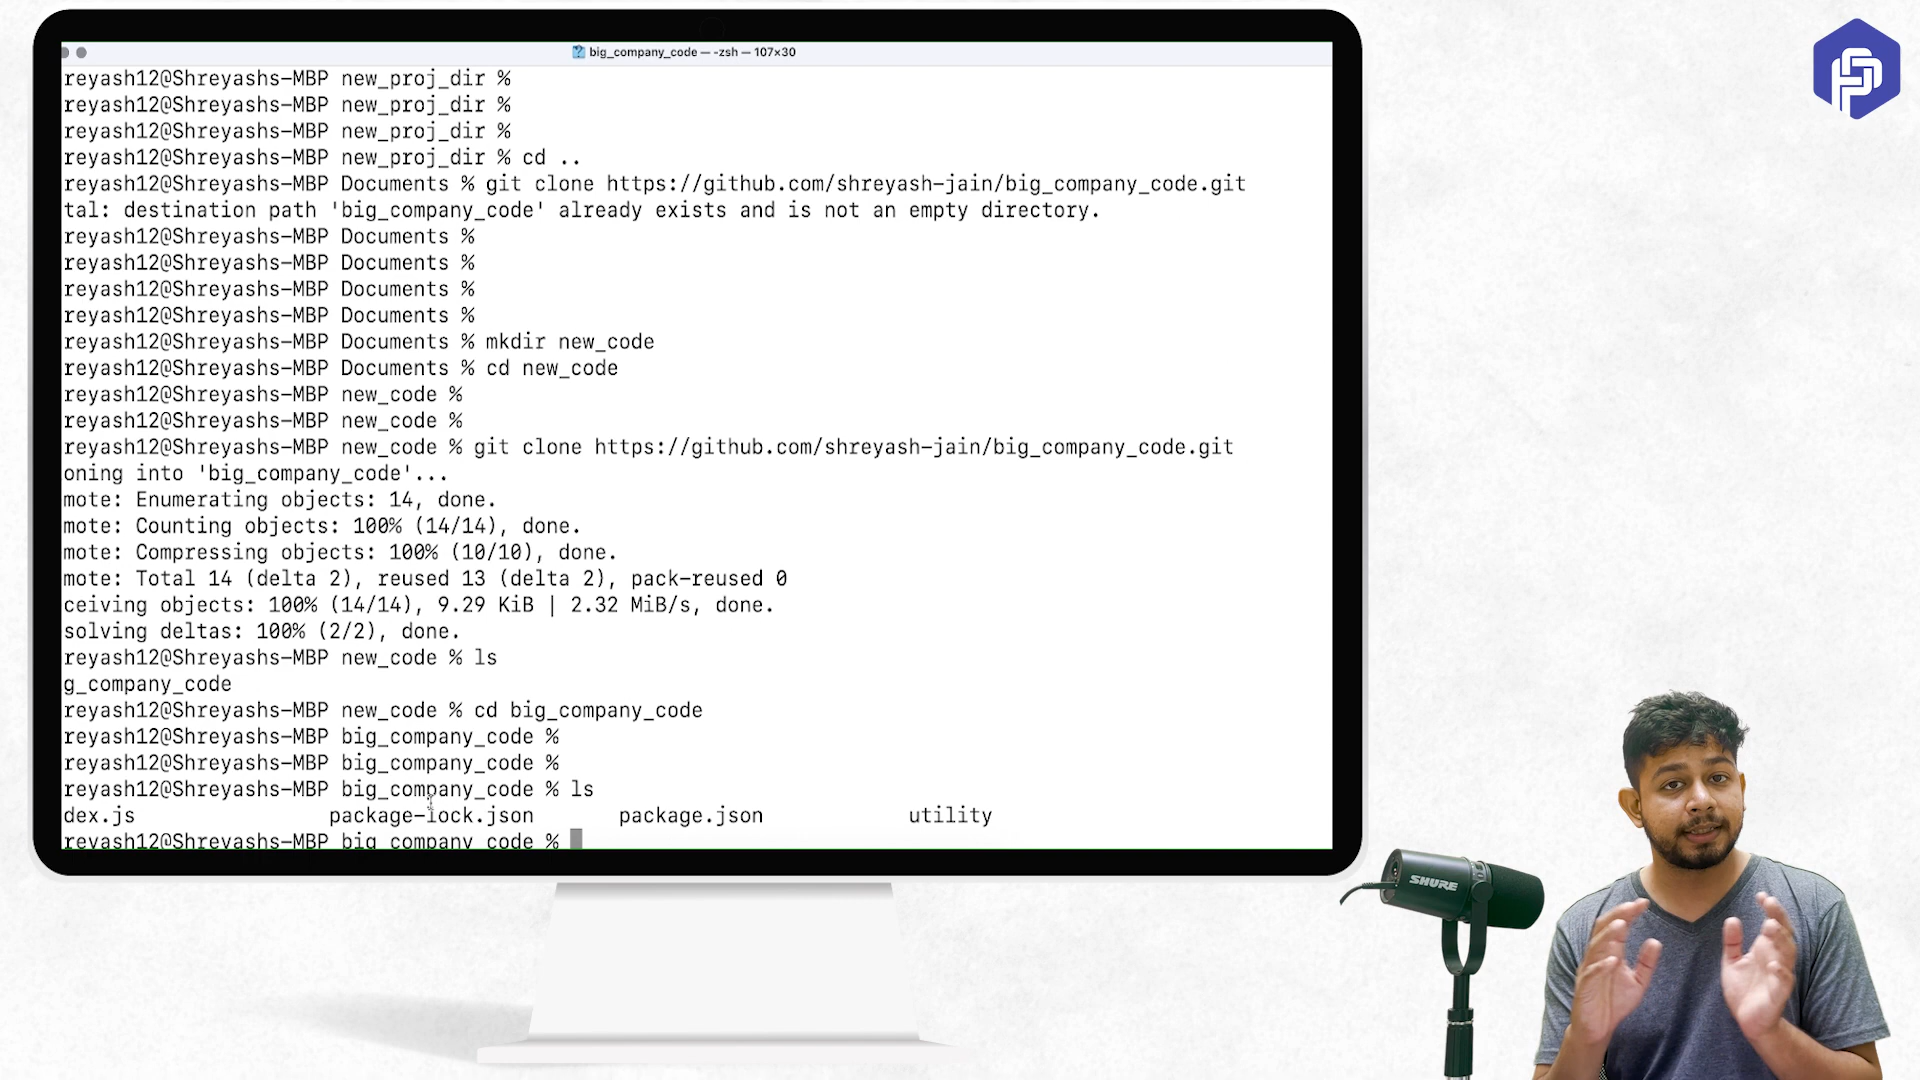 big_company_code — -zsh — 107×30
reyash12@Shreyashs-MBP new_proj_dir %
reyash12@Shreyashs-MBP new_proj_dir %
reyash12@Shreyashs-MBP new_proj_dir %
reyash12@Shreyashs-MBP new_proj_dir % cd ..
reyash12@Shreyashs-MBP Documents % git clone https://github.com/shreyash-jain/big_company_code.git
tal: destination path 'big_company_code' already exists and is not an empty directory.
reyash12@Shreyashs-MBP Documents %
reyash12@Shreyashs-MBP Documents %
reyash12@Shreyashs-MBP Documents %
reyash12@Shreyashs-MBP Documents %
reyash12@Shreyashs-MBP Documents % mkdir new_code
reyash12@Shreyashs-MBP Documents % cd new_code
reyash12@Shreyashs-MBP new_code %
reyash12@Shreyashs-MBP new_code %
reyash12@Shreyashs-MBP new_code % git clone https://github.com/shreyash-jain/big_company_code.git
oning into 'big_company_code'...
mote: Enumerating objects: 14, done.
mote: Counting objects: 100% (14/14), done.
mote: Compressing objects: 100% (10/10), done.
mote: Total 14 (delta 2), reused 13 (delta 2), pack-reused 0
ceiving objects: 100% (14/14), 9.29 KiB | 2.32 MiB/s, done.
solving deltas: 100% (2/2), done.
reyash12@Shreyashs-MBP new_code % ls
g_company_code
reyash12@Shreyashs-MBP new_code % cd big_company_code
reyash12@Shreyashs-MBP big_company_code %
reyash12@Shreyashs-MBP big_company_code %
reyash12@Shreyashs-MBP big_company_code % ls
dex.js package-lock.json package.json utility
reyash12@Shreyashs-MBP big_company_code %
SHURE